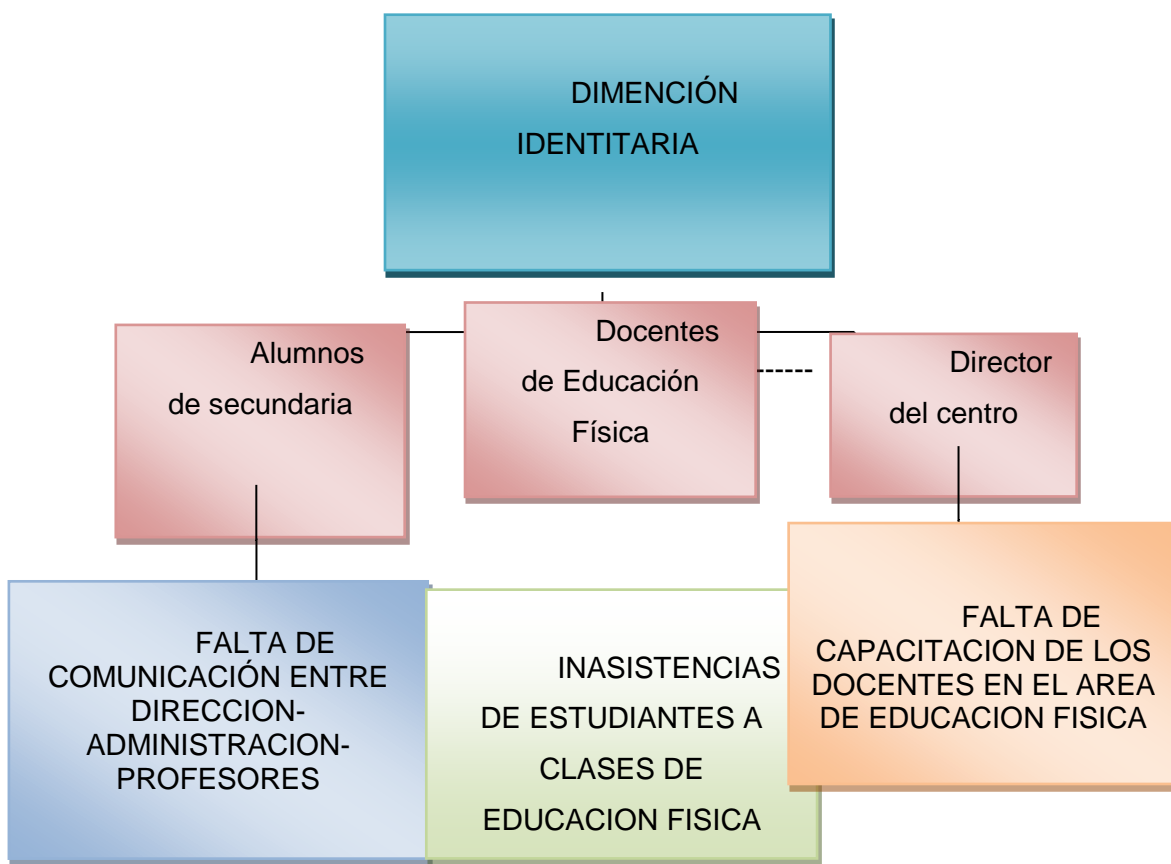 DIMENCIÓN
IDENTITARIA
Alumnos
de secundaria
Docentes
de Educación
Física
Director
del centro
FALTA DE
COMUNICACIÓN ENTRE
DIRECCION-
ADMINISTRACION-
PROFESORES
INASISTENCIAS
DE ESTUDIANTES A
CLASES DE
EDUCACION FISICA
FALTA DE
CAPACITACION DE LOS
DOCENTES EN EL AREA
DE EDUCACION FISICA